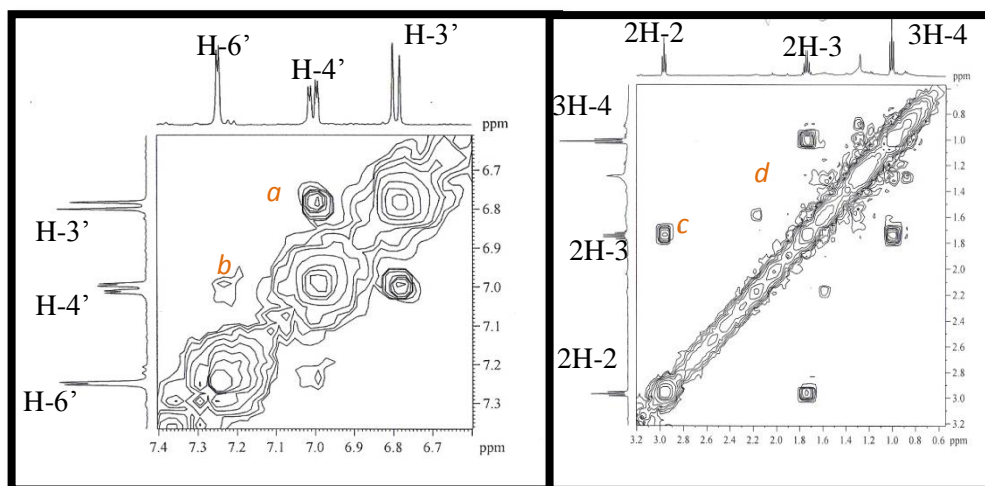 H-6'
H-4'
H-3'
ppm
H-3'
H-4'
H-6'
a
b
6.7
6.8
6.9
7.0
7.1
7.2
7.3
7.4 7.3 7.2 7.1 7.0 6.9 6.8 6.7 ppm
2H-2
2H-3
3H-4
ppm
3H-4
2H-3
2H-2
d
c
0.8
1.0
1.2
1.4
1.6
1.8
2.0
2.2
2.4
2.6
2.8
3.0
3.2
3.2 3.0 2.8 2.6 2.4 2.2 2.0 1.8 1.6 1.4 1.2 1.0 0.8 0.6 ppm